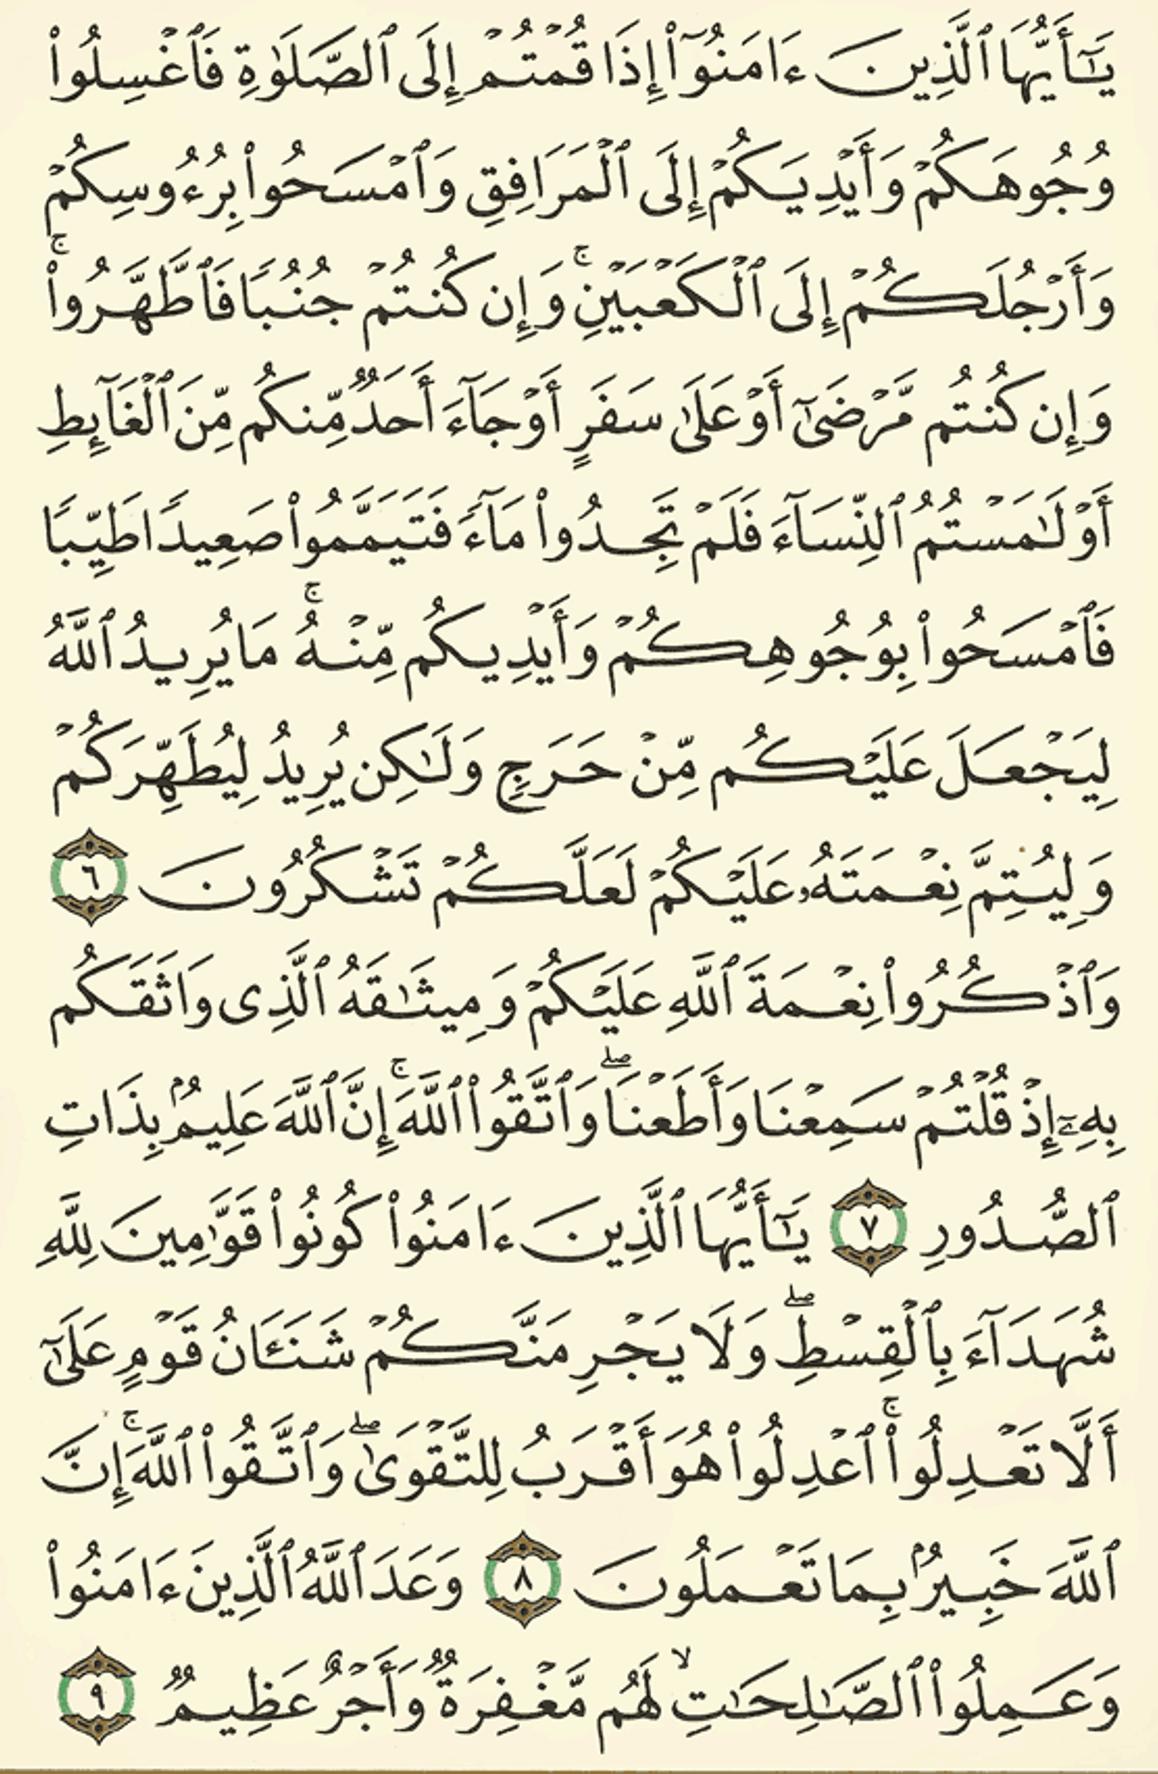 يَٰٓأَيُّهَا ٱلَّذِينَ ءَامَنُوٓا۟ إِذَا قُمْتُمْ إِلَى ٱلصَّلَوٰةِ فَٱغْسِلُوا۟
وُجُوهَكُمْ وَأَيْدِيَكُمْ إِلَى ٱلْمَرَافِقِ وَٱمْسَحُوا۟ بِرُءُوسِكُمْ
وَأَرْجُلَكُمْ إِلَى ٱلْكَعْبَيْنِ ۚ وَإِن كُنتُمْ جُنُبًا فَٱطَّهَّرُوا۟ ۚ
وَإِن كُنتُم مَّرْضَىٰٓ أَوْ عَلَىٰ سَفَرٍ أَوْ جَآءَ أَحَدٌ مِّنكُم مِّنَ ٱلْغَآئِطِ
أَوْ لَٰمَسْتُمُ ٱلنِّسَآءَ فَلَمْ تَجِدُوا۟ مَآءً فَتَيَمَّمُوا۟ صَعِيدًا طَيِّبًا
فَٱمْسَحُوا۟ بِوُجُوهِكُمْ وَأَيْدِيكُم مِّنْهُ ۚ مَا يُرِيدُ ٱللَّهُ
لِيَجْعَلَ عَلَيْكُم مِّنْ حَرَجٍ وَلَٰكِن يُرِيدُ لِيُطَهِّرَكُمْ
وَلِيُتِمَّ نِعْمَتَهُۥ عَلَيْكُمْ لَعَلَّكُمْ تَشْكُرُونَ ٦
وَٱذْكُرُوا۟ نِعْمَةَ ٱللَّهِ عَلَيْكُمْ وَمِيثَٰقَهُ ٱلَّذِى وَاثَقَكُم
بِهِۦٓ إِذْ قُلْتُمْ سَمِعْنَا وَأَطَعْنَا ۖ وَٱتَّقُوا۟ ٱللَّهَ ۚ إِنَّ ٱللَّهَ عَلِيمٌۢ بِذَاتِ
ٱلصُّدُورِ ٧ يَٰٓأَيُّهَا ٱلَّذِينَ ءَامَنُوا۟ كُونُوا۟ قَوَّٰمِينَ لِلَّهِ
شُهَدَآءَ بِٱلْقِسْطِ ۖ وَلَا يَجْرِمَنَّكُمْ شَنَـَٔانُ قَوْمٍ عَلَىٰٓ
أَلَّا تَعْدِلُوا۟ ۚ ٱعْدِلُوا۟ هُوَ أَقْرَبُ لِلتَّقْوَىٰ ۖ وَٱتَّقُوا۟ ٱللَّهَ ۚ إِنَّ
ٱللَّهَ خَبِيرٌۢ بِمَا تَعْمَلُونَ ٨ وَعَدَ ٱللَّهُ ٱلَّذِينَ ءَامَنُوا۟
وَعَمِلُوا۟ ٱلصَّٰلِحَٰتِ ۙ لَهُم مَّغْفِرَةٌ وَأَجْرٌ عَظِيمٌ ٩